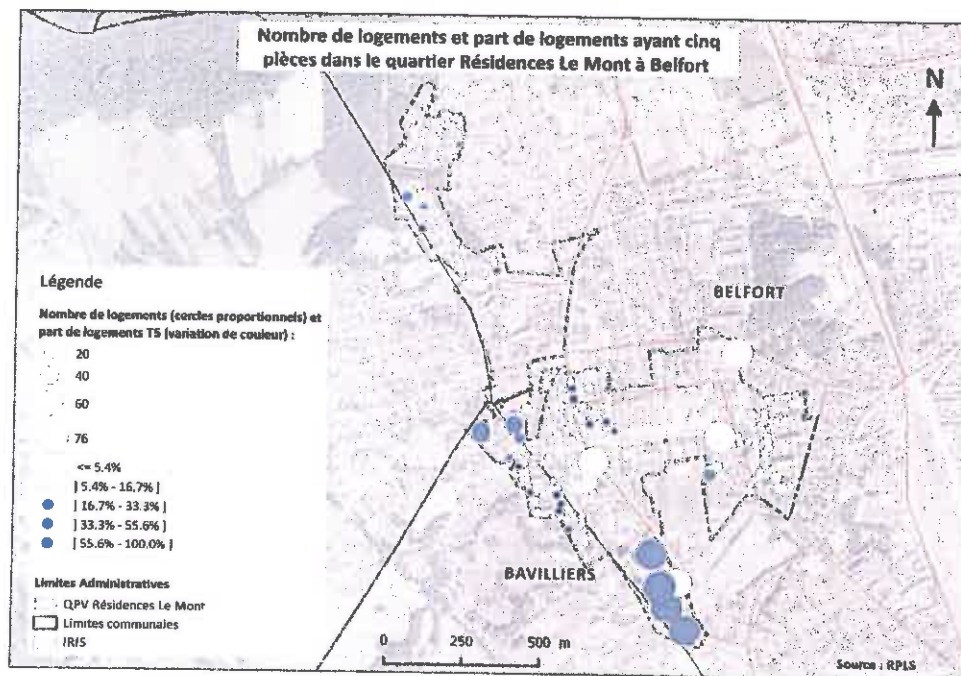 Nombre de logements et part de logements ayant cinq
pièces dans le quartier Résidences Le Mont à Belfort
N
BELFORT
BAVILLIERS
Légende
Nombre de logements (cercles proportionnels) et
part de logements T5 (variation de couleur) :
20
40
60
76
<= 5.4%
] 5.4% - 16,7% ]
] 16.7% - 33.3% ]
] 33.3% - 55.6% ]
] 55.6% - 100.0% ]
Limites Administratives
QPV Résidences Le Mont
Limites communales
IRIS
0 250 500 m
Source : RPLS